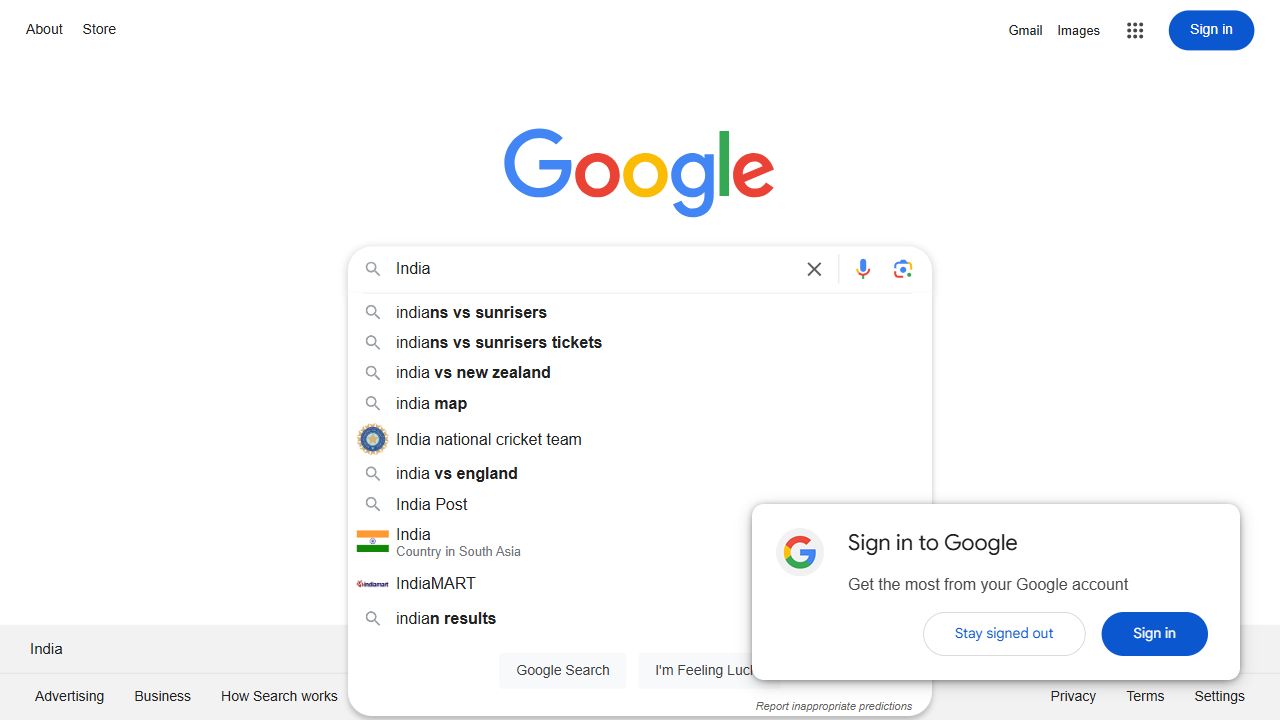 About Store Gmail Images Sign in
Google
India
indians vs sunrisers
indians vs sunrisers tickets
india vs new zealand
india map
India national cricket team
india vs england
India Post
India
Country in South Asia
indiamart IndiaMART
indian results
Sign in to Google
Get the most from your Google account
Stay signed out Sign in
India
Google Search I'm Feeling Luc
Advertising Business How Search works Privacy Terms Settings
Report inappropriate predictions